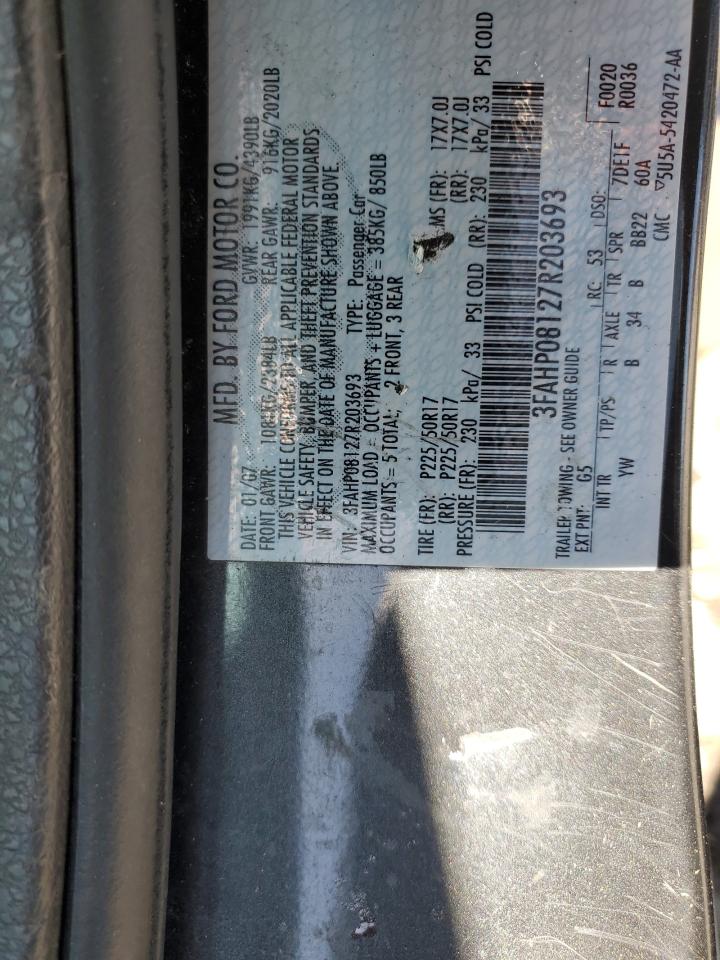 MFD. BY FORD MOTOR CO.
DATE: 01/07 GVWR: 1991KG/4390LB
FRONT GAWR: REAR GAWR: 916KG/2020LB
THIS VEHICLE CONFORMS TO ALL APPLICABLE FEDERAL MOTOR
VEHICLE SAFETY, BUMPER, AND THEFT PREVENTION STANDARDS
IN EFFECT ON THE DATE OF MANUFACTURE SHOWN ABOVE
VIN: 3FAHP08127R203693 TYPE: Passenger Car
MAXIMUM LOAD = OCCUPANTS + LUGGAGE = 385KG/ 850LB
OCCUPANTS = 5 TOTAL, 2 FRONT, 3 REAR
TIRE (FR): P225/50R17 MS (FR): 17X7.0J
(RR): P225/50R17 (RR): 17X7.0J
PRESSURE (FR): 230 kPa/ 33 PSI COLD (RR): 230 kPa/ 33 PSI COLD
3FAHP08127R203693
TRAILER TOWING - SEE OWNER GUIDE
EXT PNT: G5 RC: 53 DSO: F0020
INT TR TP/PS R AXLE TR SPR 7DE1F R0036
YW B 34 B BB22 60A
CMC ▽5U5A-5420472-AA